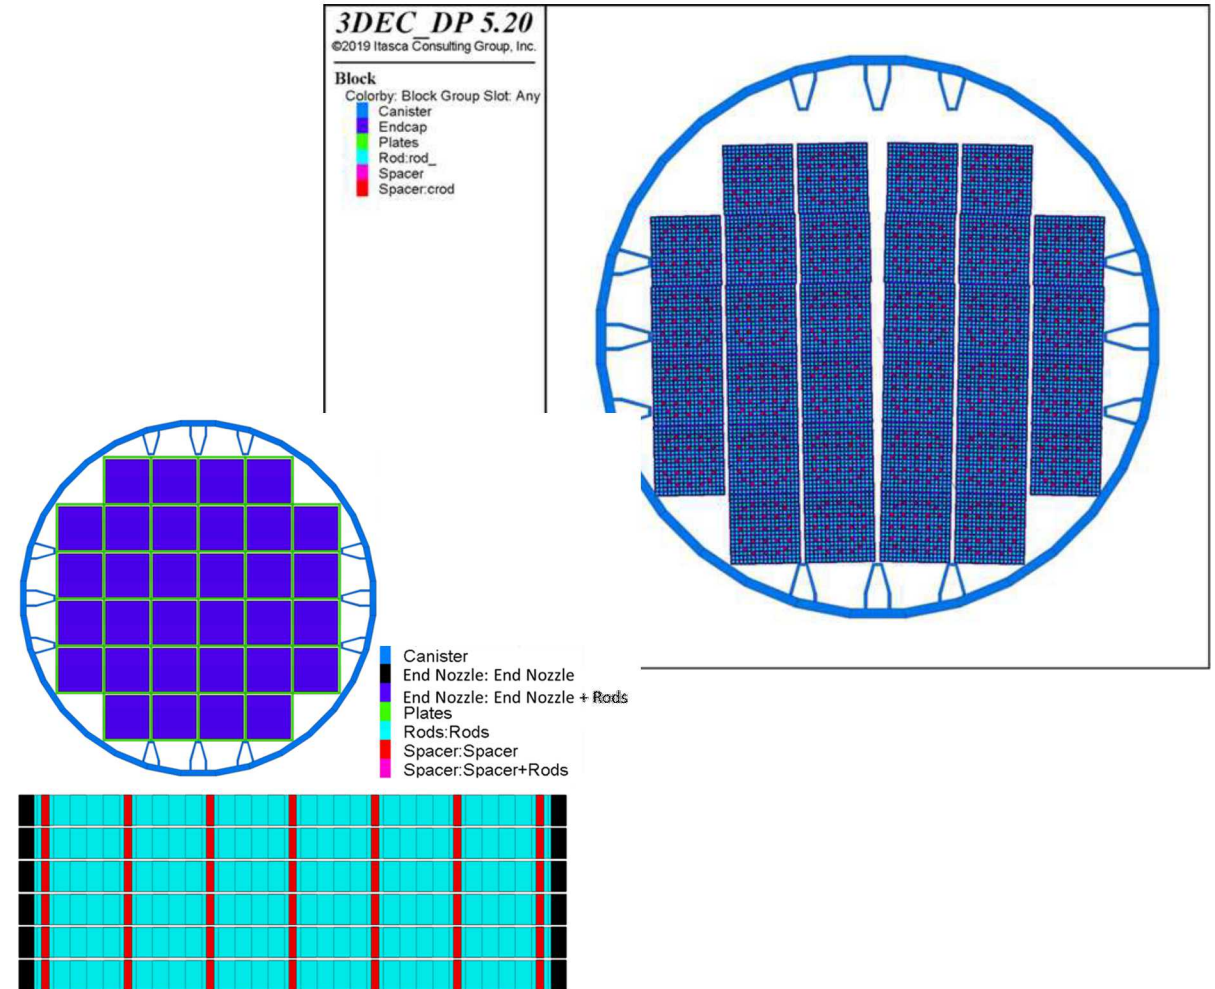 3DEC_DP 5.20
©2019 Itasca Consulting Group, Inc.
Block
Colorby: Block Group Slot: Any
Canister
Endcap
Plates
Rod:rod_
Spacer
Spacer:crod
Canister
End Nozzle: End Nozzle
End Nozzle: End Nozzle + Rods
Plates
Rods:Rods
Spacer:Spacer
Spacer:Spacer+Rods